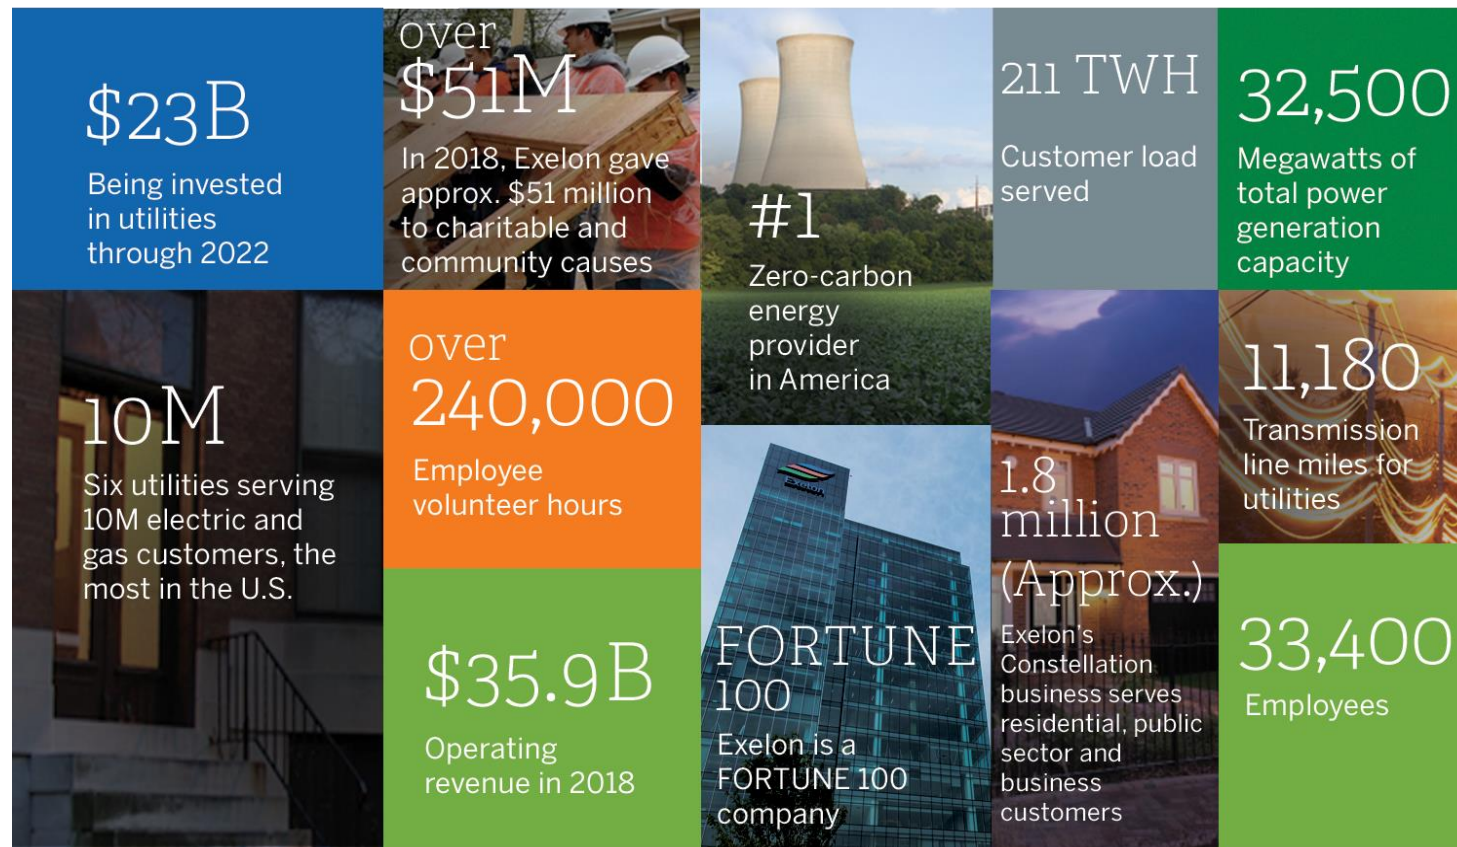 $23B
Being invested
in utilities
through 2022
over
$51M
In 2018, Exelon gave
approx. $51 million
to charitable and
community causes
#1
Zero-carbon
energy
provider
in America
211 TWH
Customer load
served
32,500
Megawatts of
total power
generation
capacity
10M
Six utilities serving
10M electric and
gas customers, the
most in the U.S.
over
240,000
Employee
volunteer hours
$35.9B
Operating
revenue in 2018
Exelon
FORTUNE
100
Exelon is a
FORTUNE 100
company
1.8
million
(Approx.)
Exelon's
Constellation
business serves
residential, public
sector and
business
customers
11,180
Transmission
line miles for
utilities
33,400
Employees